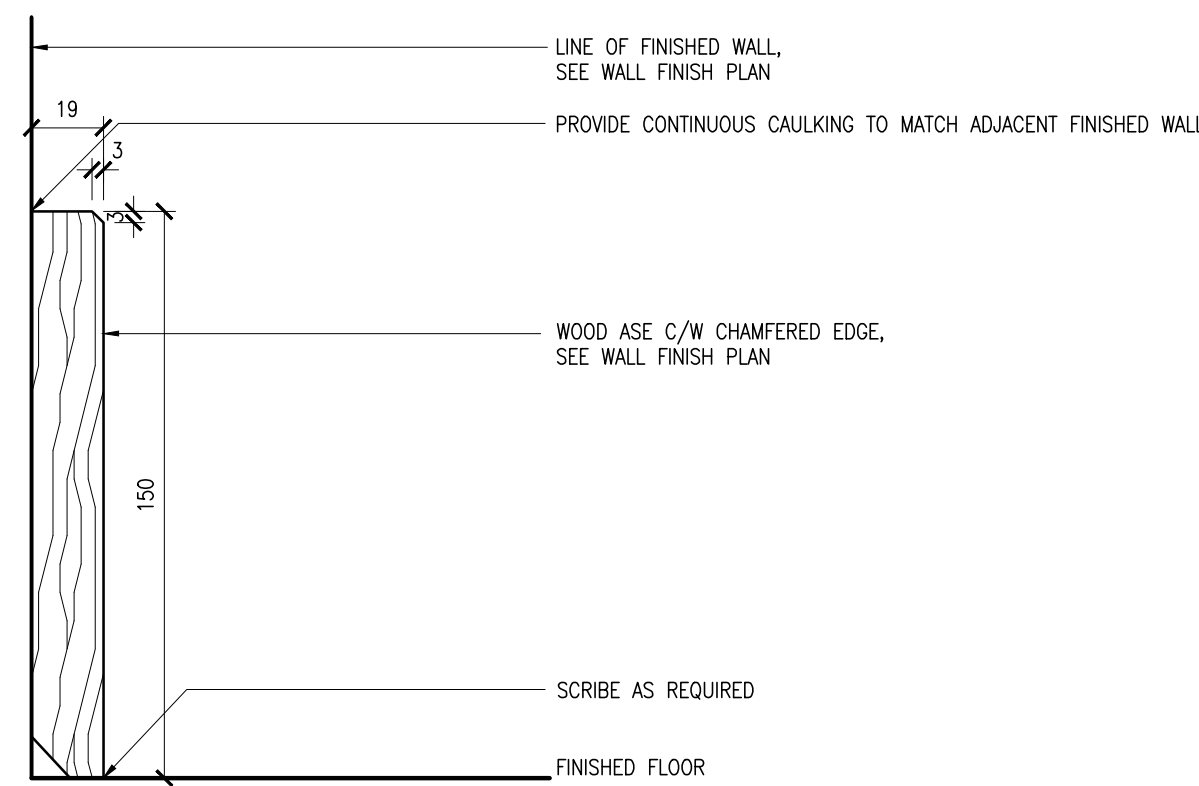 LINE OF FINISHED WALL,
SEE WALL FINISH PLAN
19
PROVIDE CONTINUOUS CAULKING TO MATCH ADJACENT FINISHED WALL
3
3
WOOD ASE C/W CHAMFERED EDGE,
SEE WALL FINISH PLAN
150
SCRIBE AS REQUIRED
FINISHED FLOOR